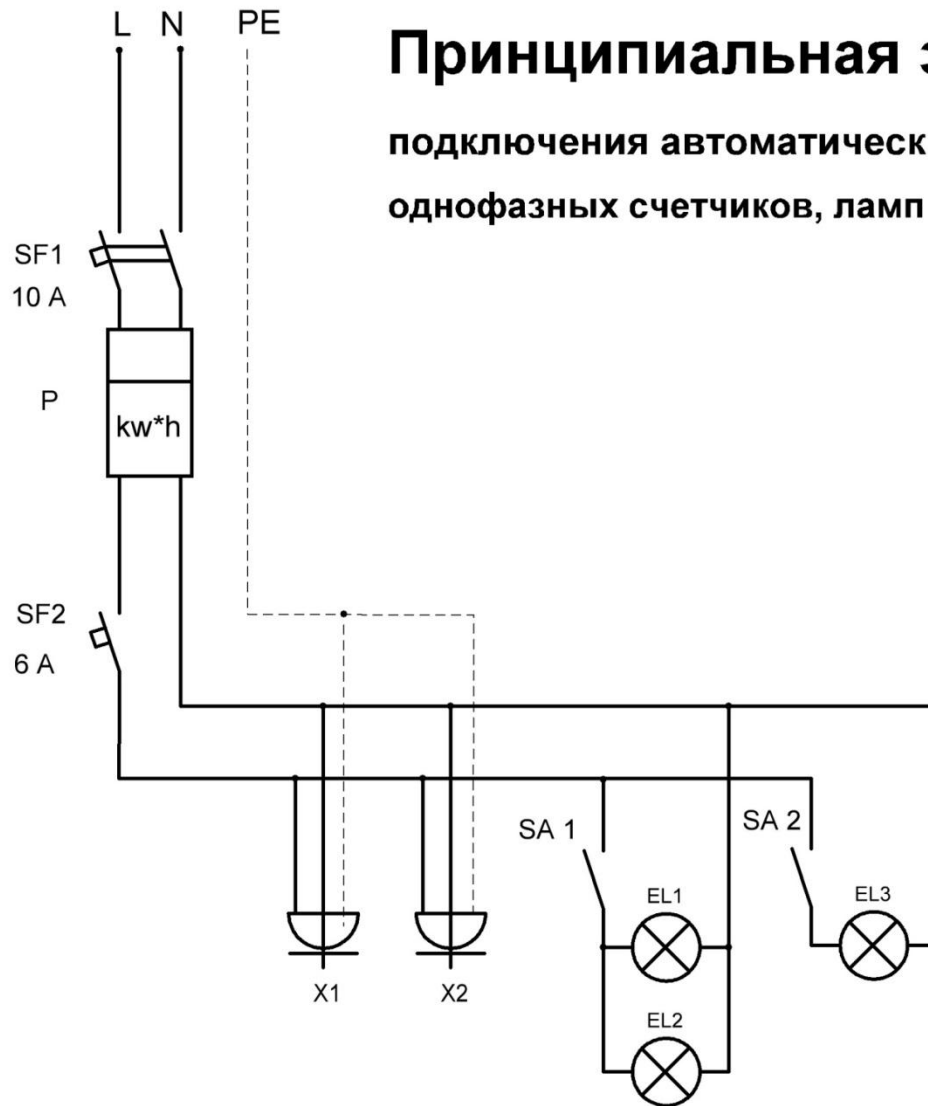 L N PE
Принципиальная э
подключения автоматическ
однофазных счетчиков, ламп
SF1
10 A
P
kw*h
SF2
6 A
SA 1
SA 2
EL1
EL3
X1
X2
EL2